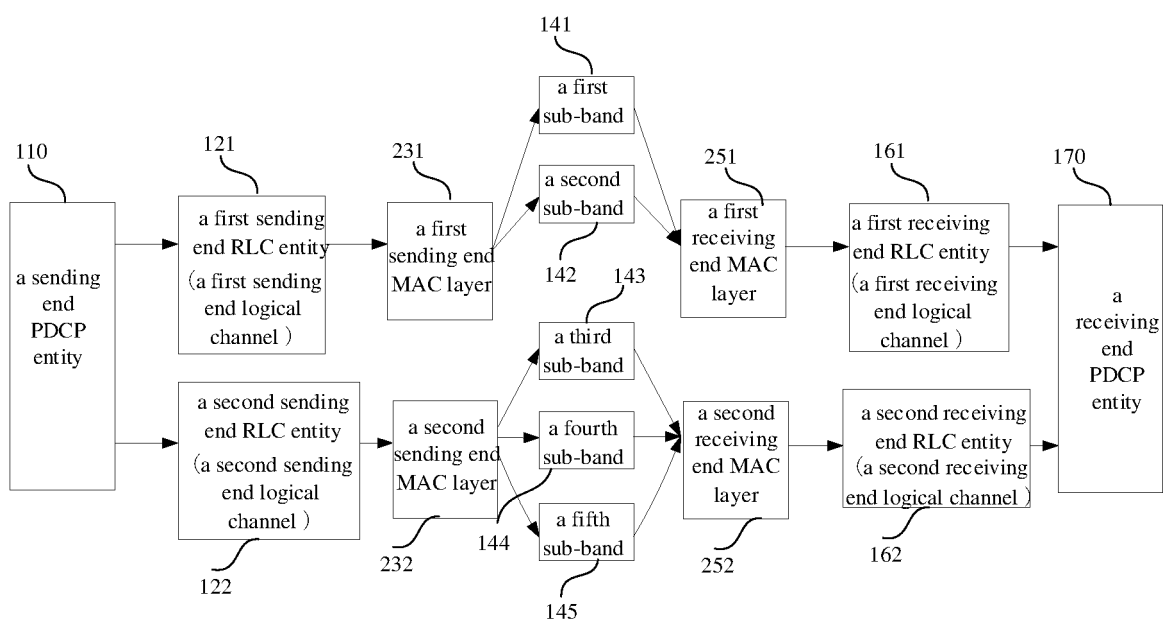 141
a first
sub-band
110
121
231
251
161
170
a second
sub-band
142
a sending
end
PDCP
entity
a first sending
end RLC entity
（a first sending
end logical
channel）
a first
sending end
MAC layer
a first
receiving
end MAC
layer
a first receiving
end RLC entity
（a first receiving
end logical
channel ）
a
receiving
end
PDCP
entity
143
a third
sub-band
a second sending
end RLC entity
（a second sending
end logical
channel ）
a second
sending end
MAC layer
a fourth
sub-band
a second
receiving
end MAC
layer
a second receiving
end RLC entity
（a second receiving
end logical channel）
144
a fifth
sub-band
122
232
145
252
162